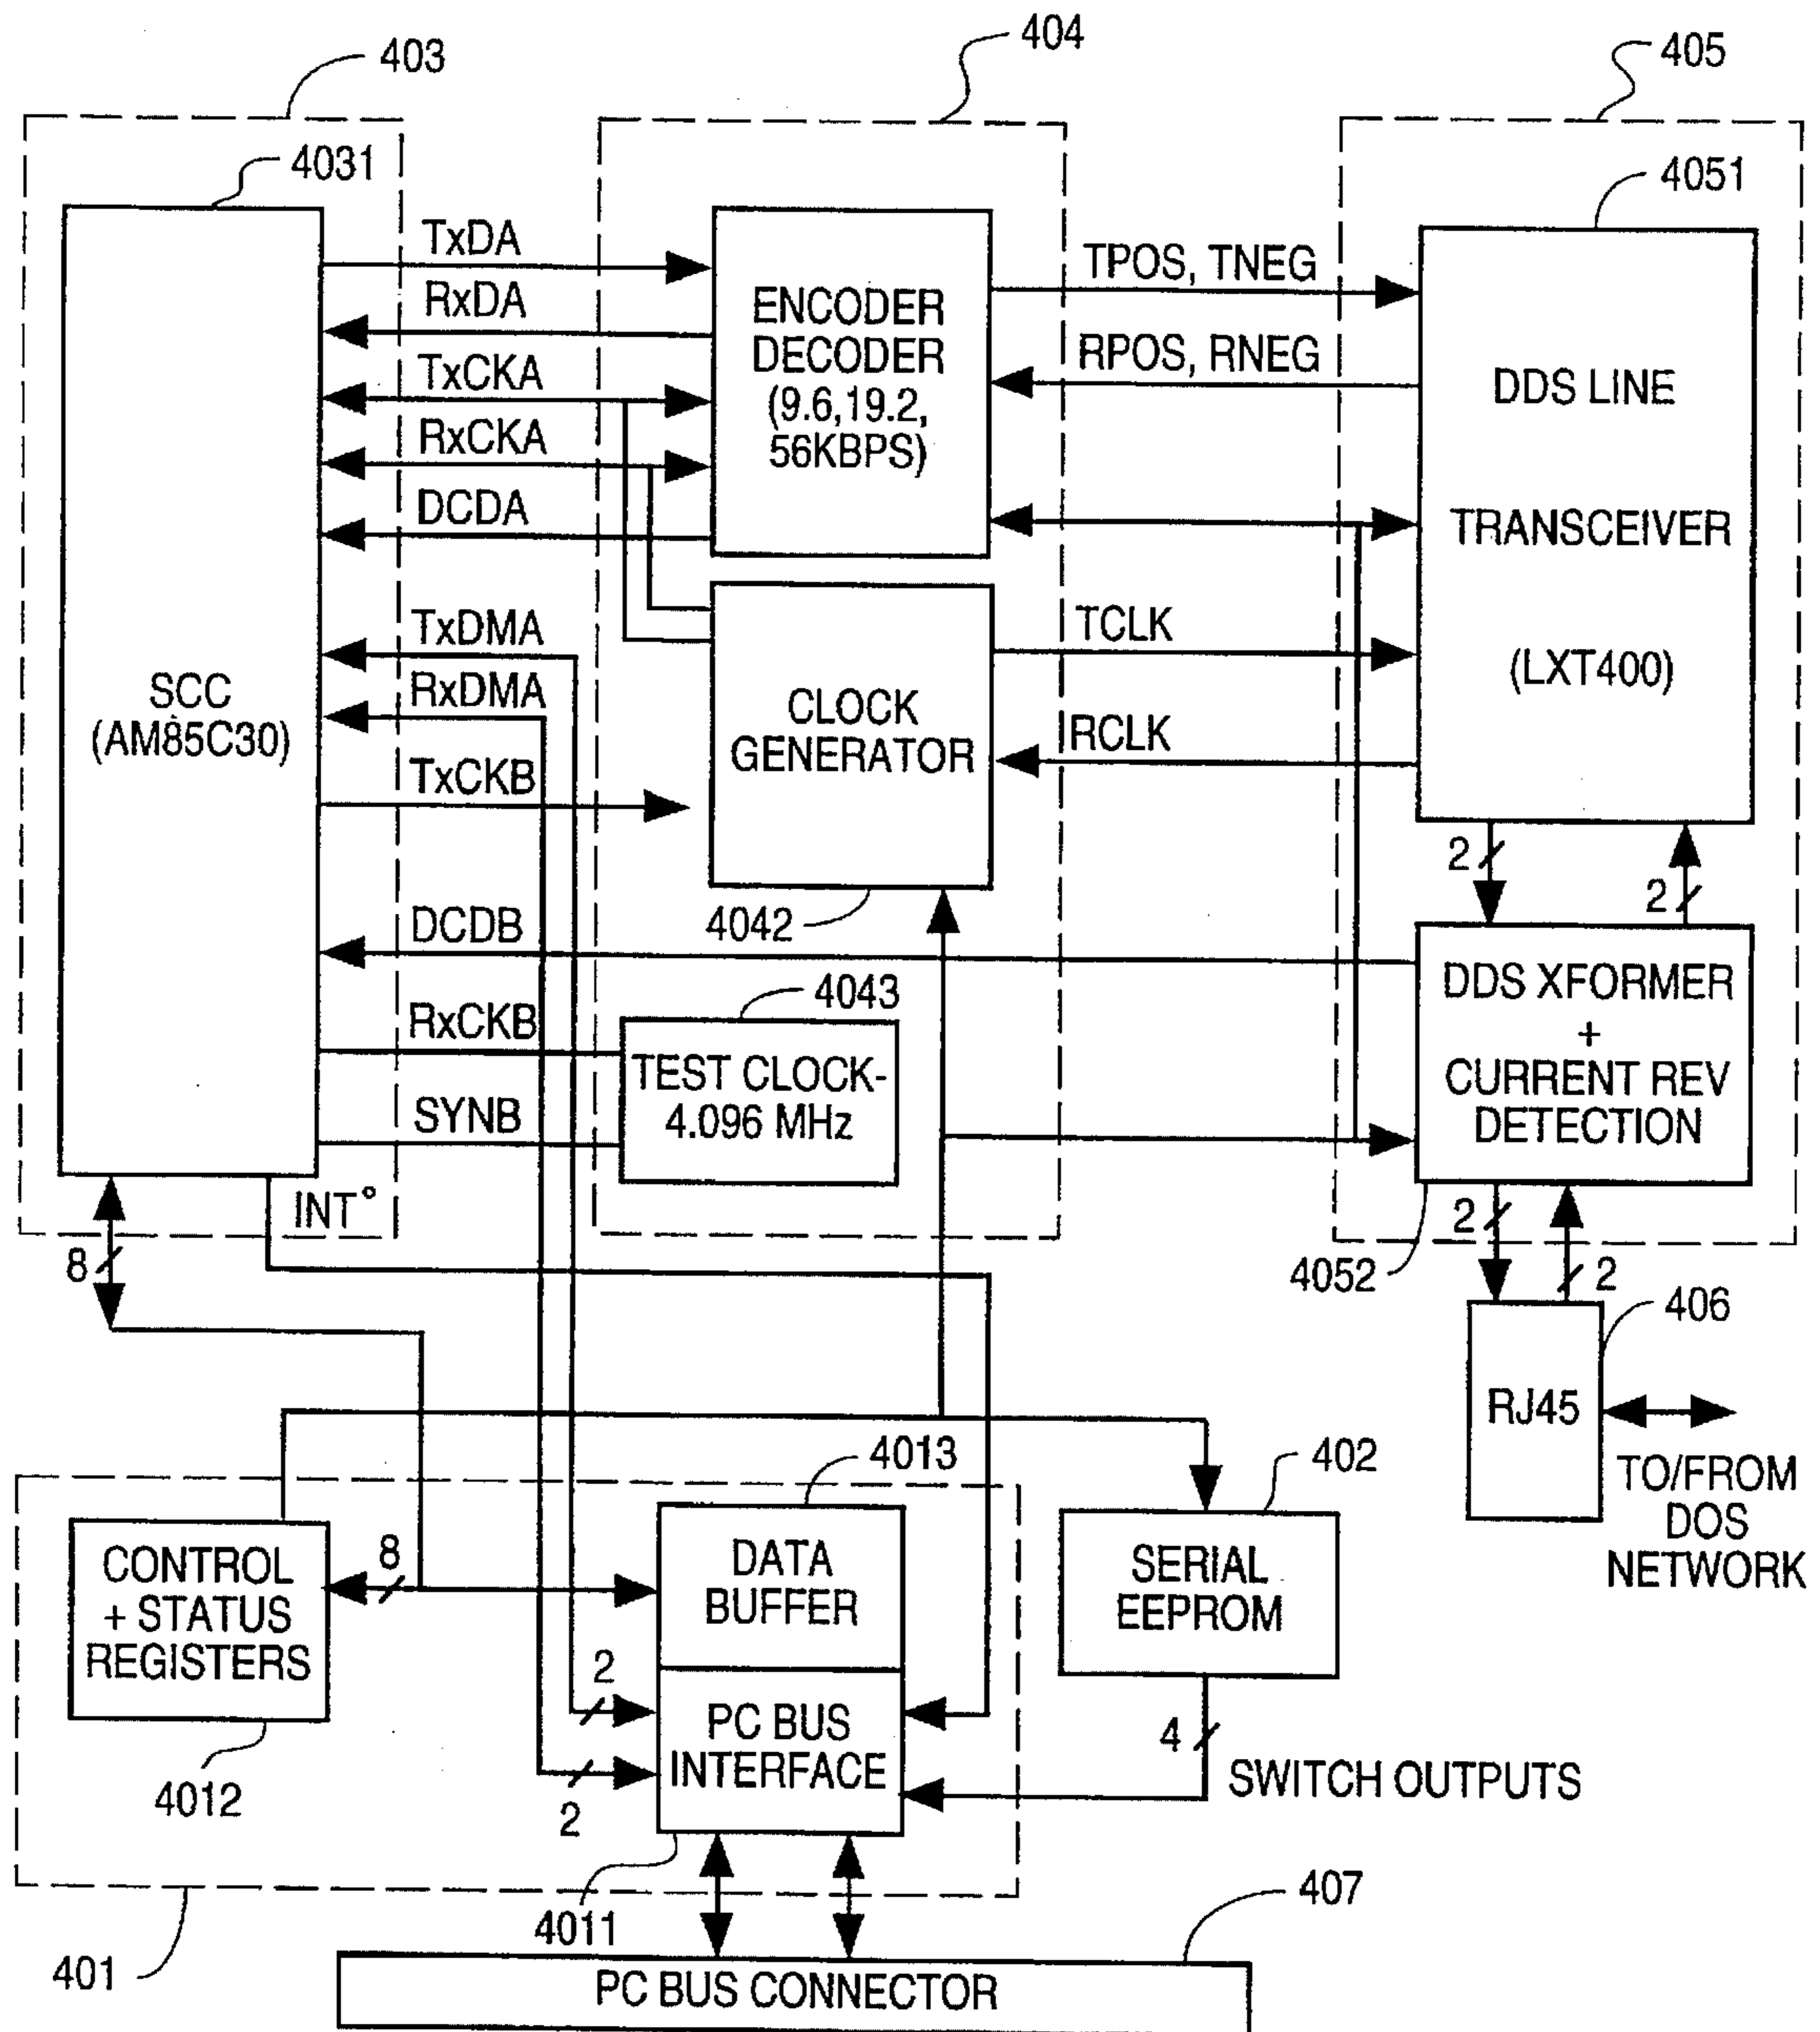 403
404
405
4031
4051
TxDA
RxDA
TxCKA
RxCKA
DCDA
TxDMA
RxDMA
TxCKB
DCDB
RxCKB
SYNB
SCC
(AM85C30)
INT°
8
ENCODER
DECODER
(9.6,19.2,
56KBPS)
CLOCK
GENERATOR
4042
4043
TEST CLOCK-
4.096 MHz
TPOS, TNEG
RPOS, RNEG
TCLK
RCLK
DDS LINE
TRANSCEIVER
(LXT400)
2
2
DDS XFORMER
+
CURRENT REV
DETECTION
2
2
4052
406
RJ45
TO/FROM
DOS
NETWORK
4013
402
CONTROL
+ STATUS
REGISTERS
8
DATA
BUFFER
SERIAL
EEPROM
2
PC BUS
INTERFACE
2
4
SWITCH OUTPUTS
4012
4011
401
407
PC BUS CONNECTOR